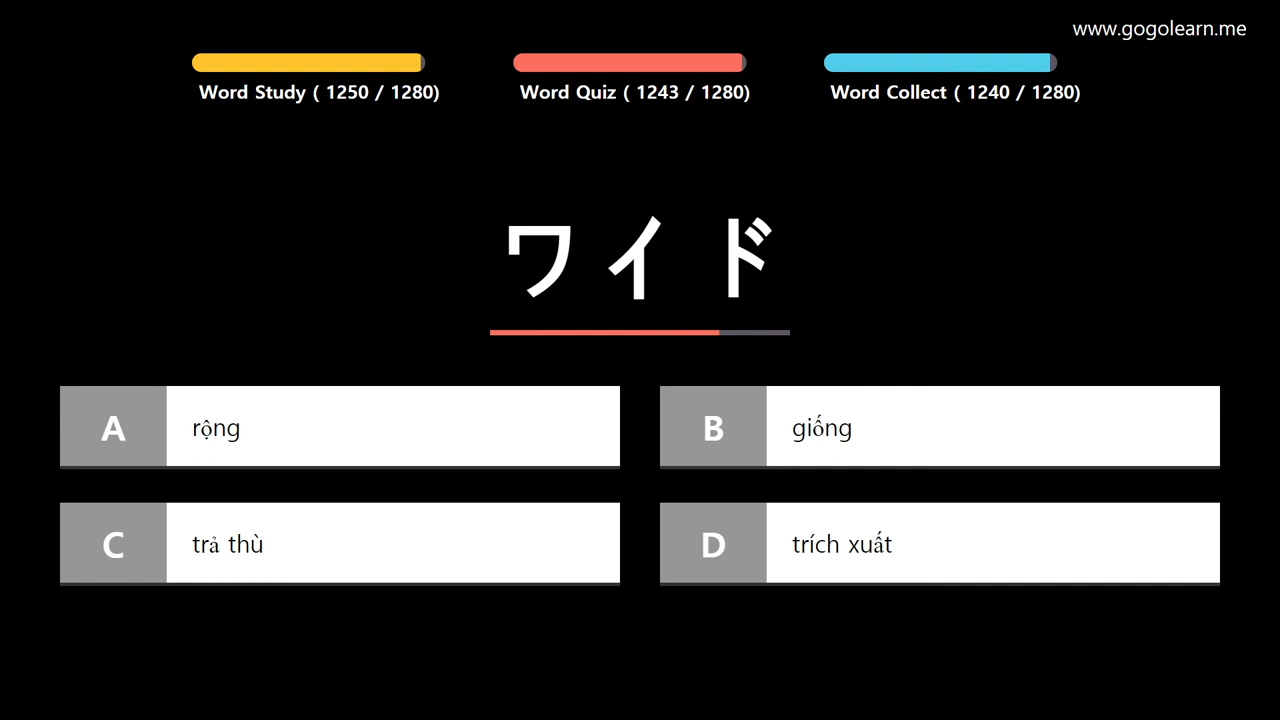 www.gogolearn.me
Word Study ( 1250 / 1280)
Word Quiz ( 1243 / 1280)
Word Collect ( 1240 / 1280)
ワイド
A rộng
B giống
C trả thù
D trích xuất